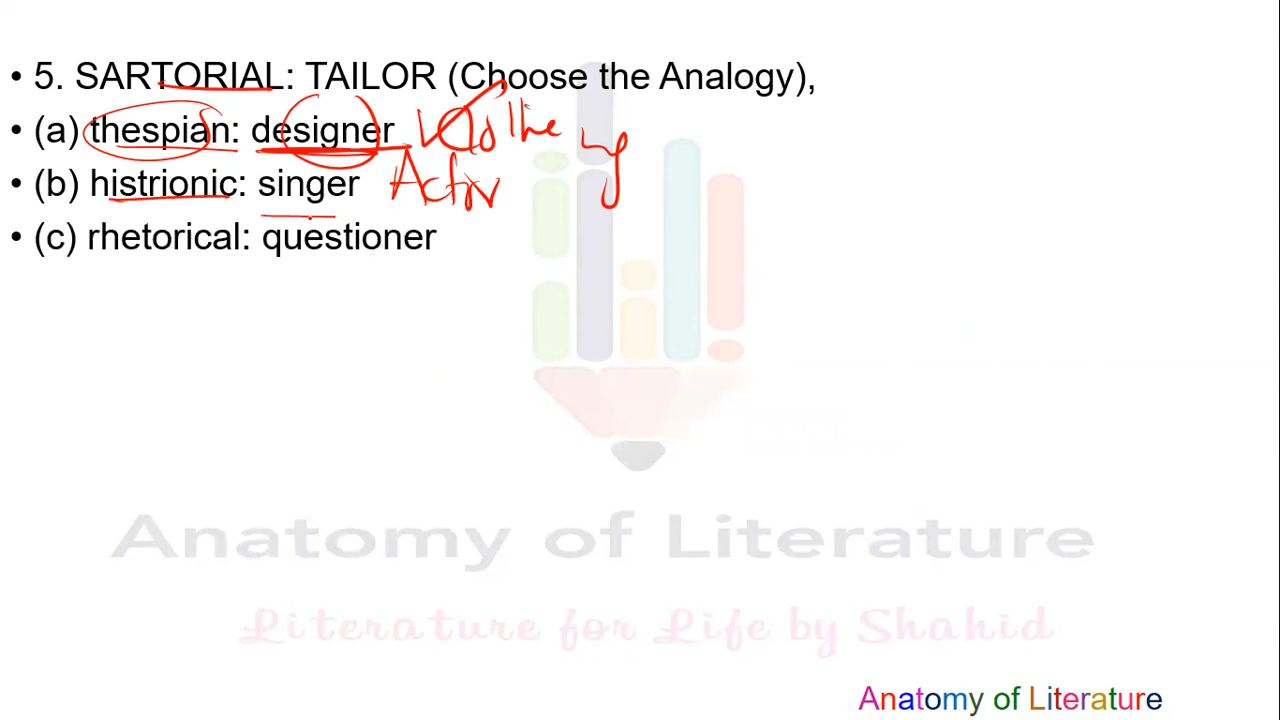 • 5. SARTORIAL: TAILOR (Choose the Analogy),
• (a) thespian: designer
• (b) histrionic: singer
• (c) rhetorical: questioner
Anatomy of Literature
Literature for Life by Shahid
Anatomy of Literature